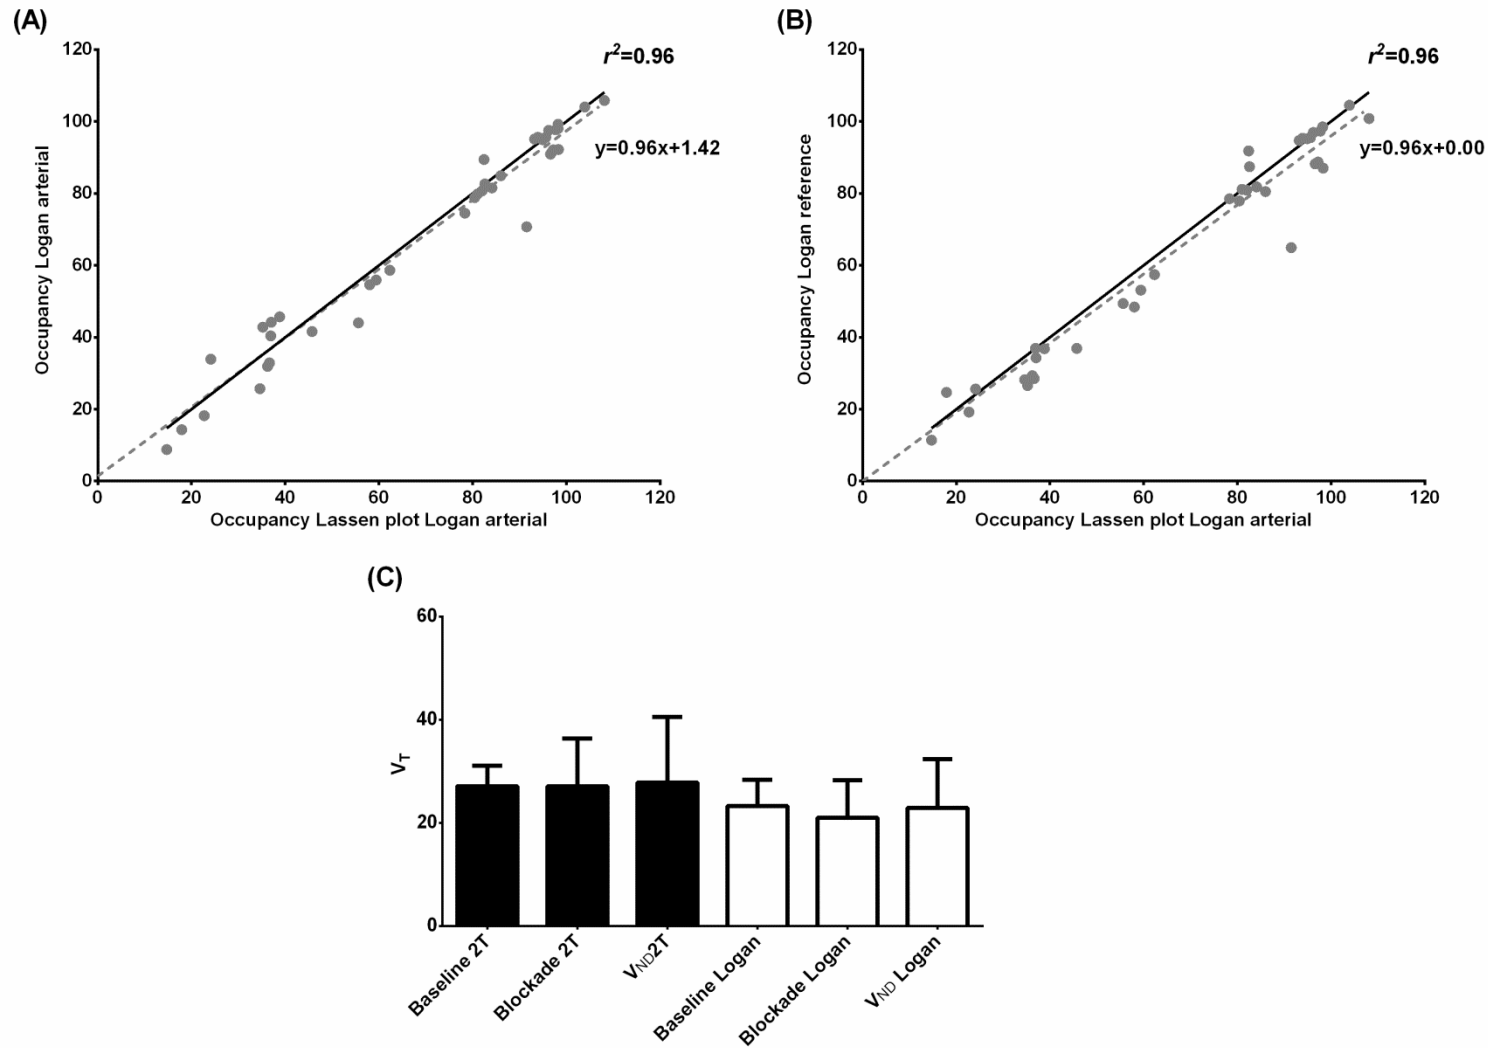 (A)
r²=0.96
y=0.96x+1.42
Occupancy Logan arterial
120
100
80
60
40
20
0
0 20 40 60 80 100 120
Occupancy Lassen plot Logan arterial
(B)
r²=0.96
y=0.96x+0.00
Occupancy Logan reference
120
100
80
60
40
20
0
0 20 40 60 80 100 120
Occupancy Lassen plot Logan arterial
(C)
V_T
60
40
20
0
Baseline 2T
Blockade 2T
V_ND2T
Baseline Logan
Blockade Logan
V_ND Logan